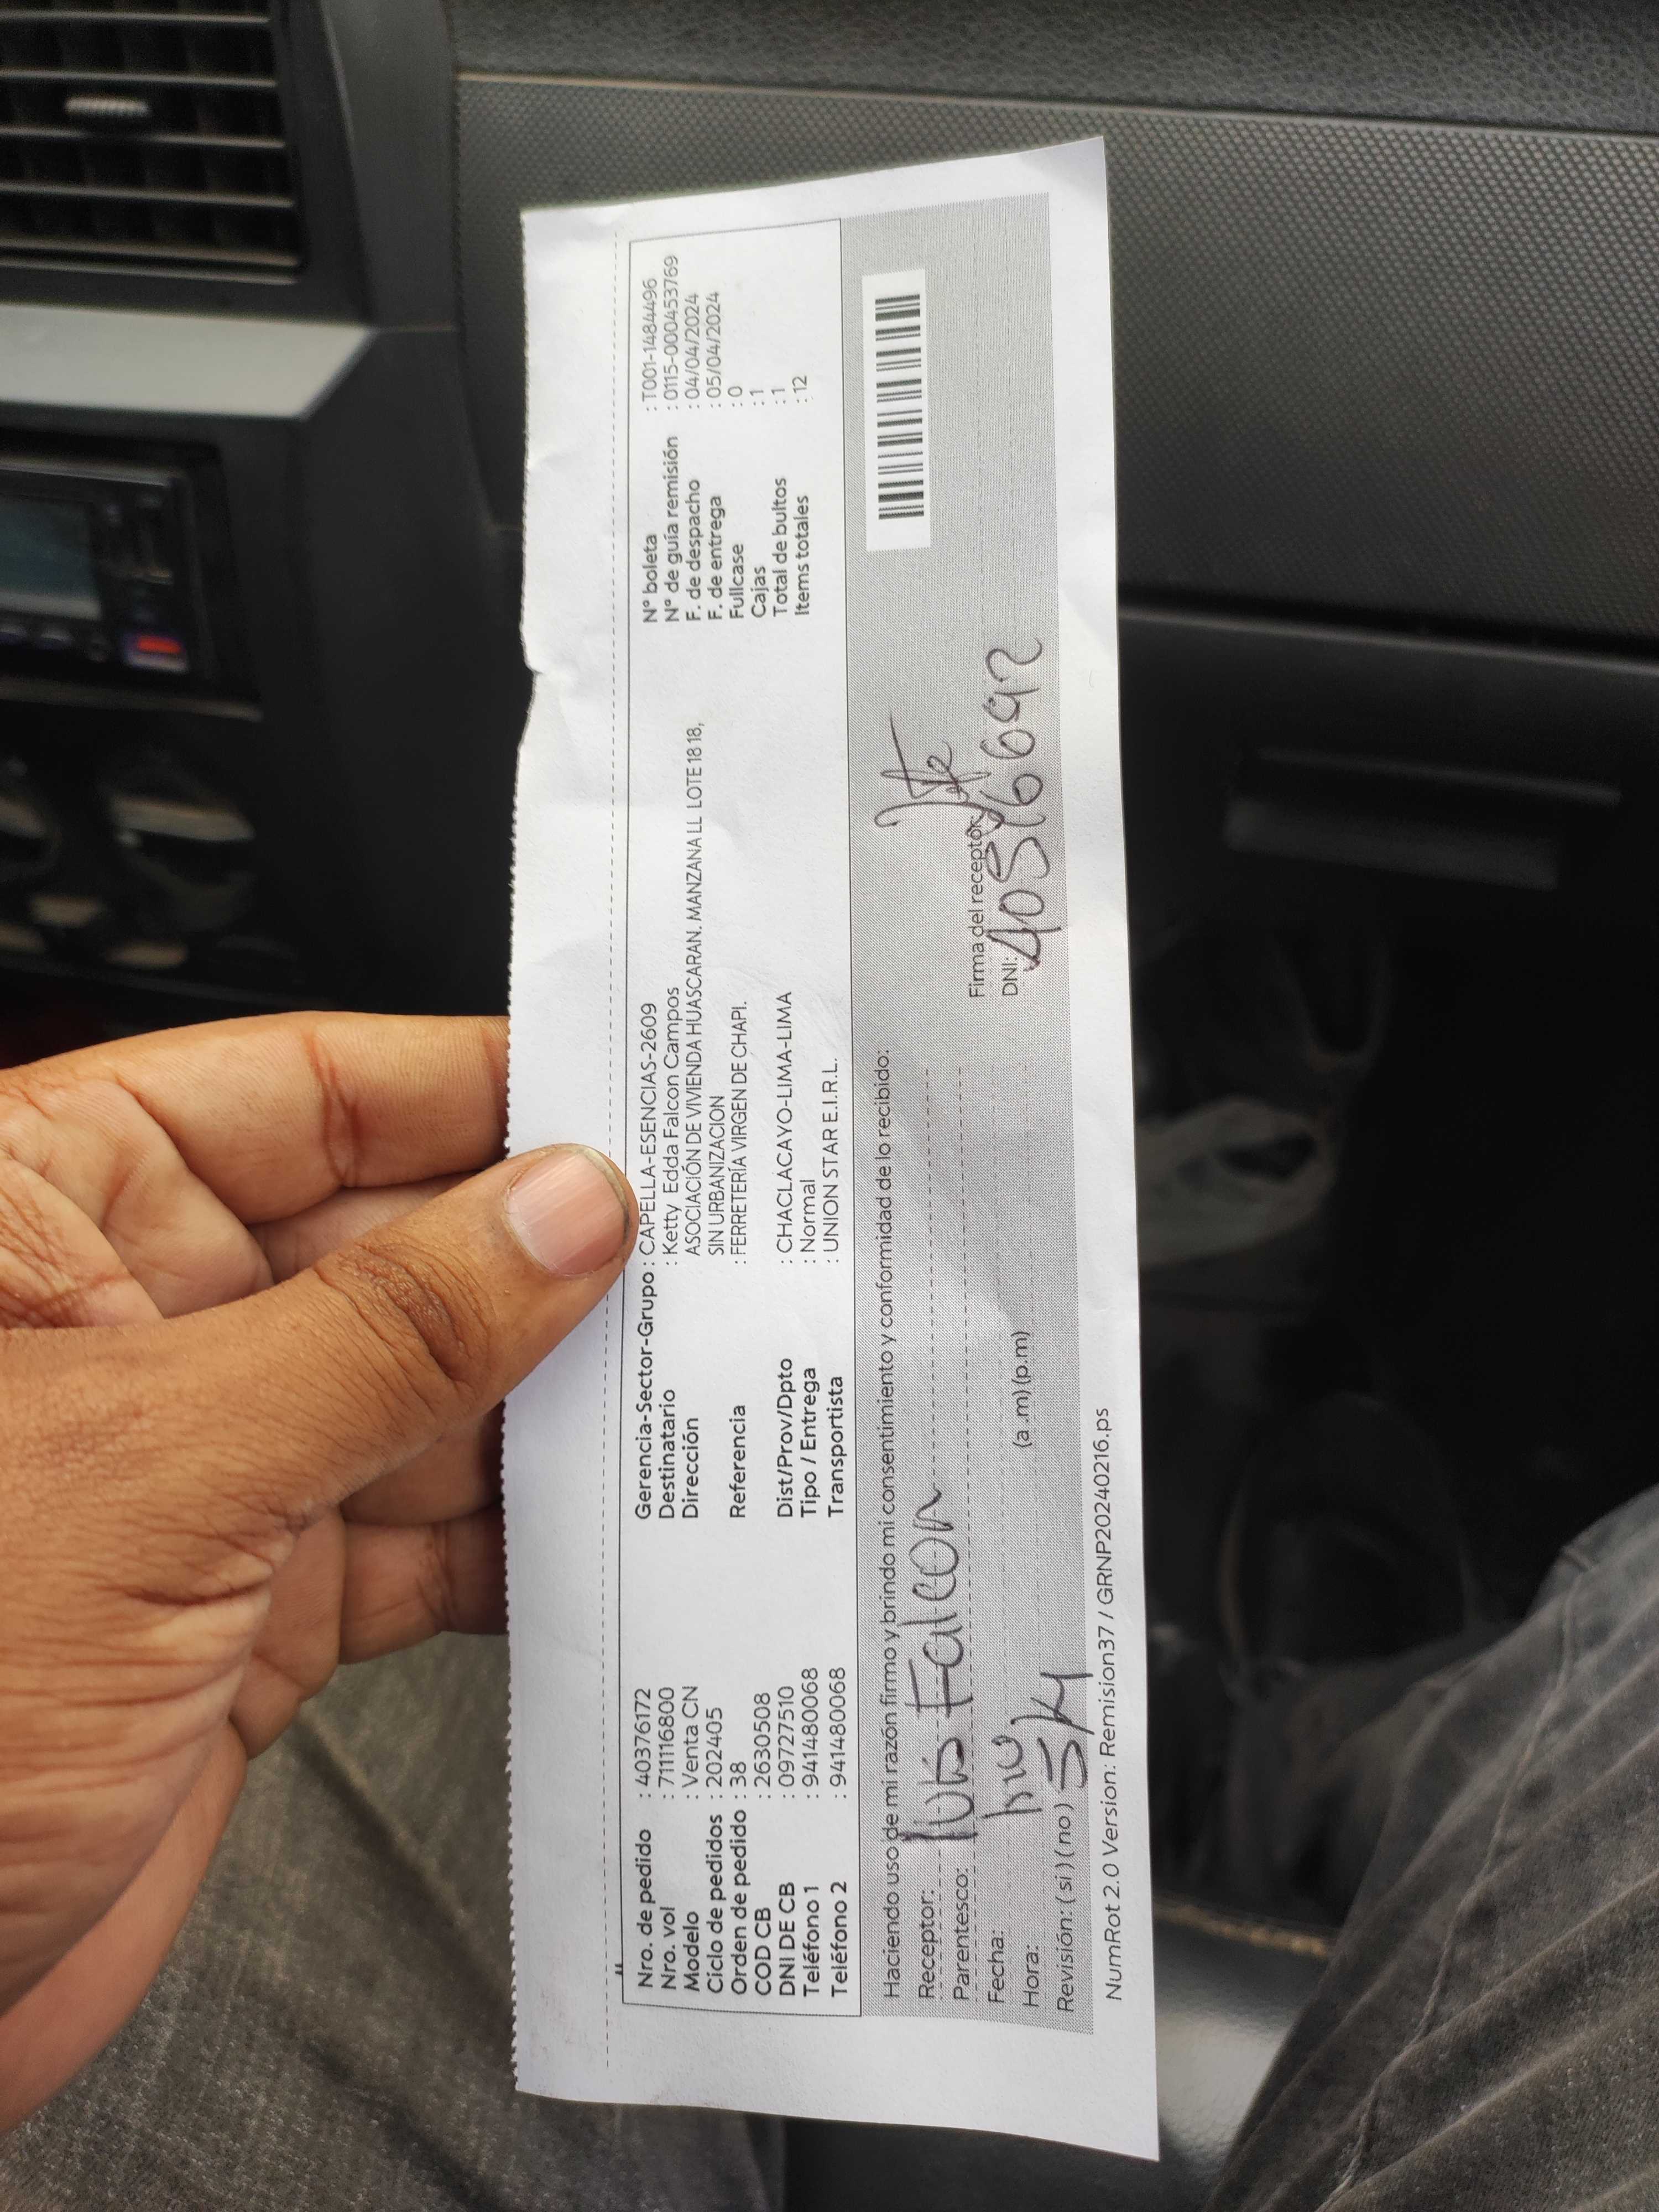 Nro. de pedido : 40376172
Nro. vol : 711116800
Modelo : Venta CN
Ciclo de pedidos : 202405
Orden de pedido : 38
COD CB : 2630508
DNI DE CB : 09727510
Teléfono 1 : 941480068
Teléfono 2 : 941480068
Gerencia-Sector-Grupo : CAPELLA-ESENCIAS-2609
Destinatario : Ketty Edda Falcon Campos
Dirección ASOCIACIÓN DE VIVIENDA HUASCARAN, MANZANA LL LOTE 18 18,
SIN URBANIZACION
Referencia : FERRETERÍA VIRGEN DE CHAPI.
Dist/Prov/Dpto : CHACLACAYO-LIMA-LIMA
Tipo / Entrega : Normal
Transportista : UNION STAR E.I.R.L.
N° boleta : T001-1484496
N° de guía remisión : 0115-000453769
F. de despacho : 04/04/2024
F. de entrega : 05/04/2024
Fullcase : 0
Cajas : 1
Total de bultos : 1
Items totales : 12
Haciendo uso de mi razón firmo y brindo mi consentimiento y conformidad de lo recibido:
Receptor: Falcon
Parentesco:
Fecha:
Hora: (a .m) (p.m)
Revisión: ( si ) ( no )
Firma del receptor
DNI:
NumRot 2.0 Version: Remision37 / GRNP20240216.ps